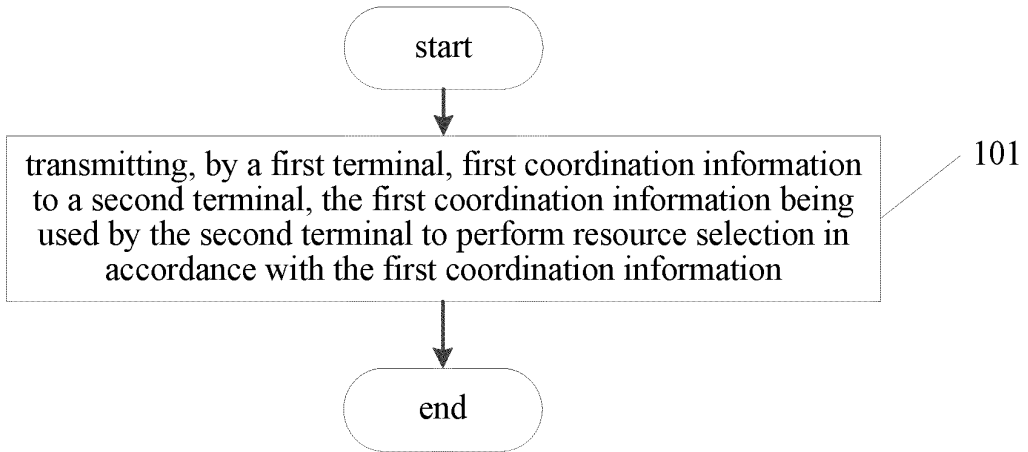 start
transmitting, by a first terminal, first coordination information
to a second terminal, the first coordination information being
used by the second terminal to perform resource selection in
accordance with the first coordination information
101
end